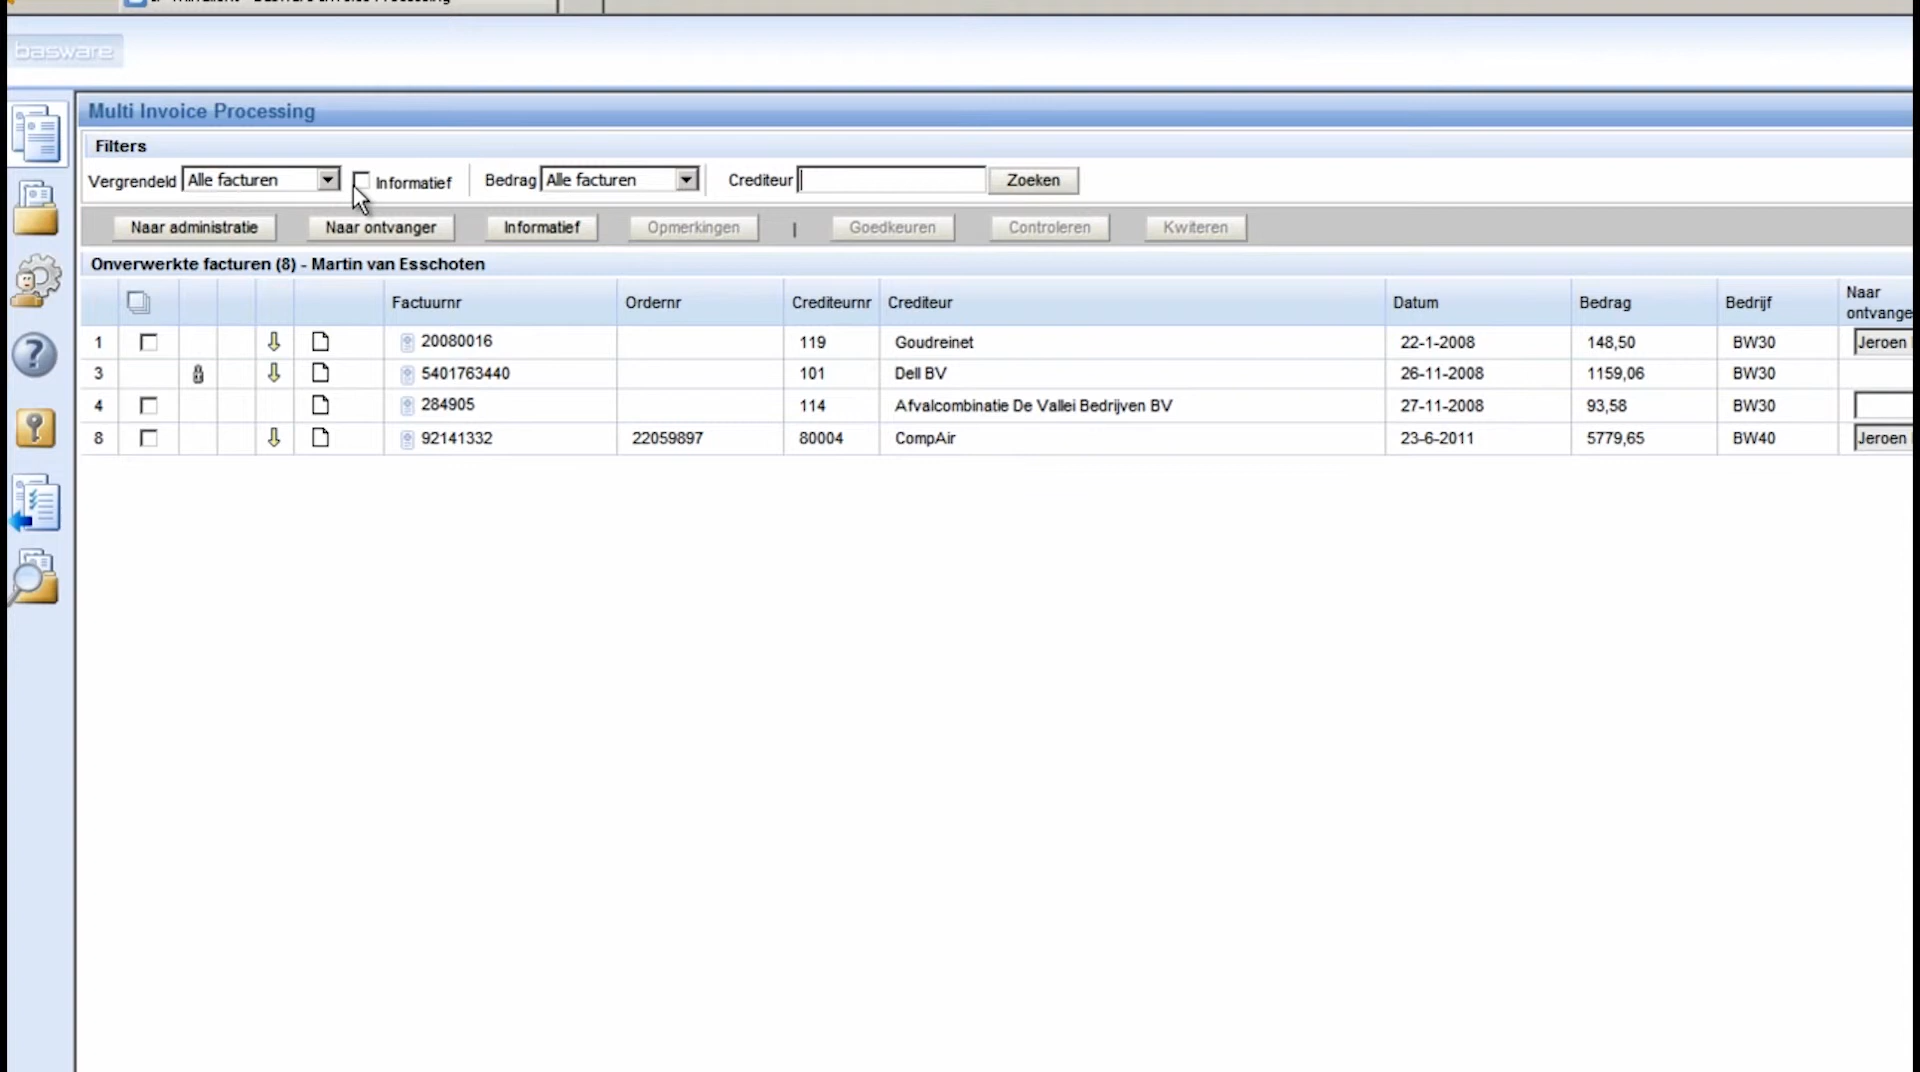 basware
Multi Invoice Processing
Filters
Vergrendeld Alle facturen Informatief Bedrag Alle facturen Crediteur Zoeken
Naar administratie Naar ontvanger Informatief Opmerkingen | Goedkeuren Controleren Kwiteren
Onverwerkte facturen (8) - Martin van Esschoten
Factuurnr Ordernr Crediteurnr Crediteur Datum Bedrag Bedrijf Naar ontvange
1 20080016 119 Goudreinet 22-1-2008 148,50 BW30 Jeroen
3 5401763440 101 Dell BV 26-11-2008 1159,06 BW30
4 284905 114 Afvalcombinatie De Vallei Bedrijven BV 27-11-2008 93,58 BW30
8 92141332 22059897 80004 CompAir 23-6-2011 5779,65 BW40 Jeroen